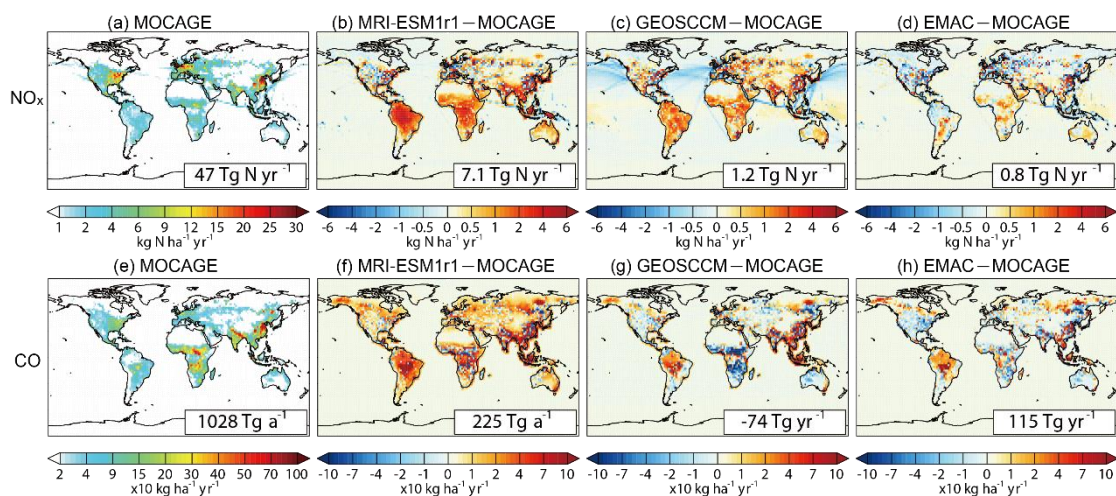 (a) MOCAGE (b) MRI-ESM1r1−MOCAGE (c) GEOSCCM−MOCAGE (d) EMAC−MOCAGE
NOx
47 Tg N yr⁻¹ 7.1 Tg N yr⁻¹ 1.2 Tg N yr⁻¹ 0.8 Tg N yr⁻¹
1 2 6 9 12 15 20 25 30 -6 -4 -2 -1 -0.5 0 0.5 1 2 4 6 -6 -4 -2 -1 -0.5 0 0.5 1 2 4 6 -6 -4 -2 -1 -0.5 0 0.5 1 2 4 6
kg N ha⁻¹ yr⁻¹ kg N ha⁻¹ yr⁻¹ kg N ha⁻¹ yr⁻¹ kg N ha⁻¹ yr⁻¹
(e) MOCAGE (f) MRI-ESM1r1−MOCAGE (g) GEOSCCM−MOCAGE (h) EMAC−MOCAGE
CO
1028 Tg a⁻¹ 225 Tg a⁻¹ -74 Tg yr⁻¹ 115 Tg yr⁻¹
2 4 9 15 20 40 50 70 100 -10 -7 -4 -2 -1 0 1 2 4 7 10 -10 -7 -4 -2 -1 0 1 2 4 7 10 -10 -7 -4 -2 -1 0 1 2 4 7 10
x10 kg ha⁻¹ yr⁻¹ x10 kg ha⁻¹ yr⁻¹ x10 kg ha⁻¹ yr⁻¹ x10 kg ha⁻¹ yr⁻¹